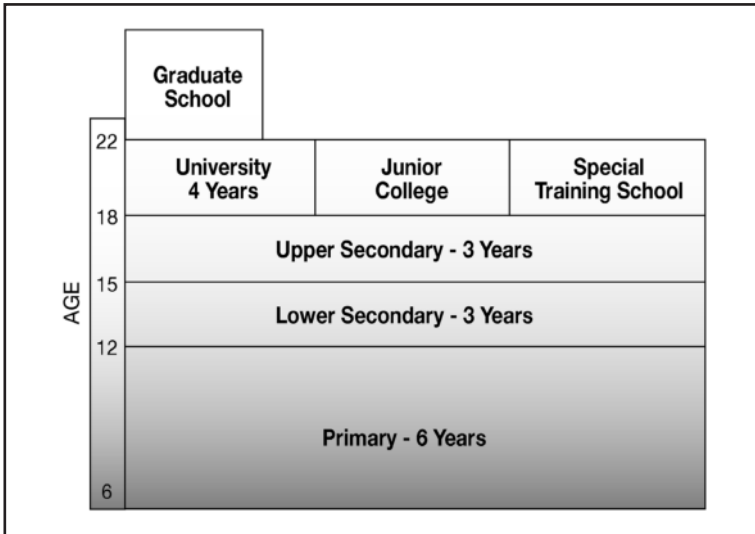 Graduate
School
22
University
4 Years
Junior
College
Special
Training School
18
Upper Secondary - 3 Years
15
AGE
Lower Secondary - 3 Years
12
Primary - 6 Years
6